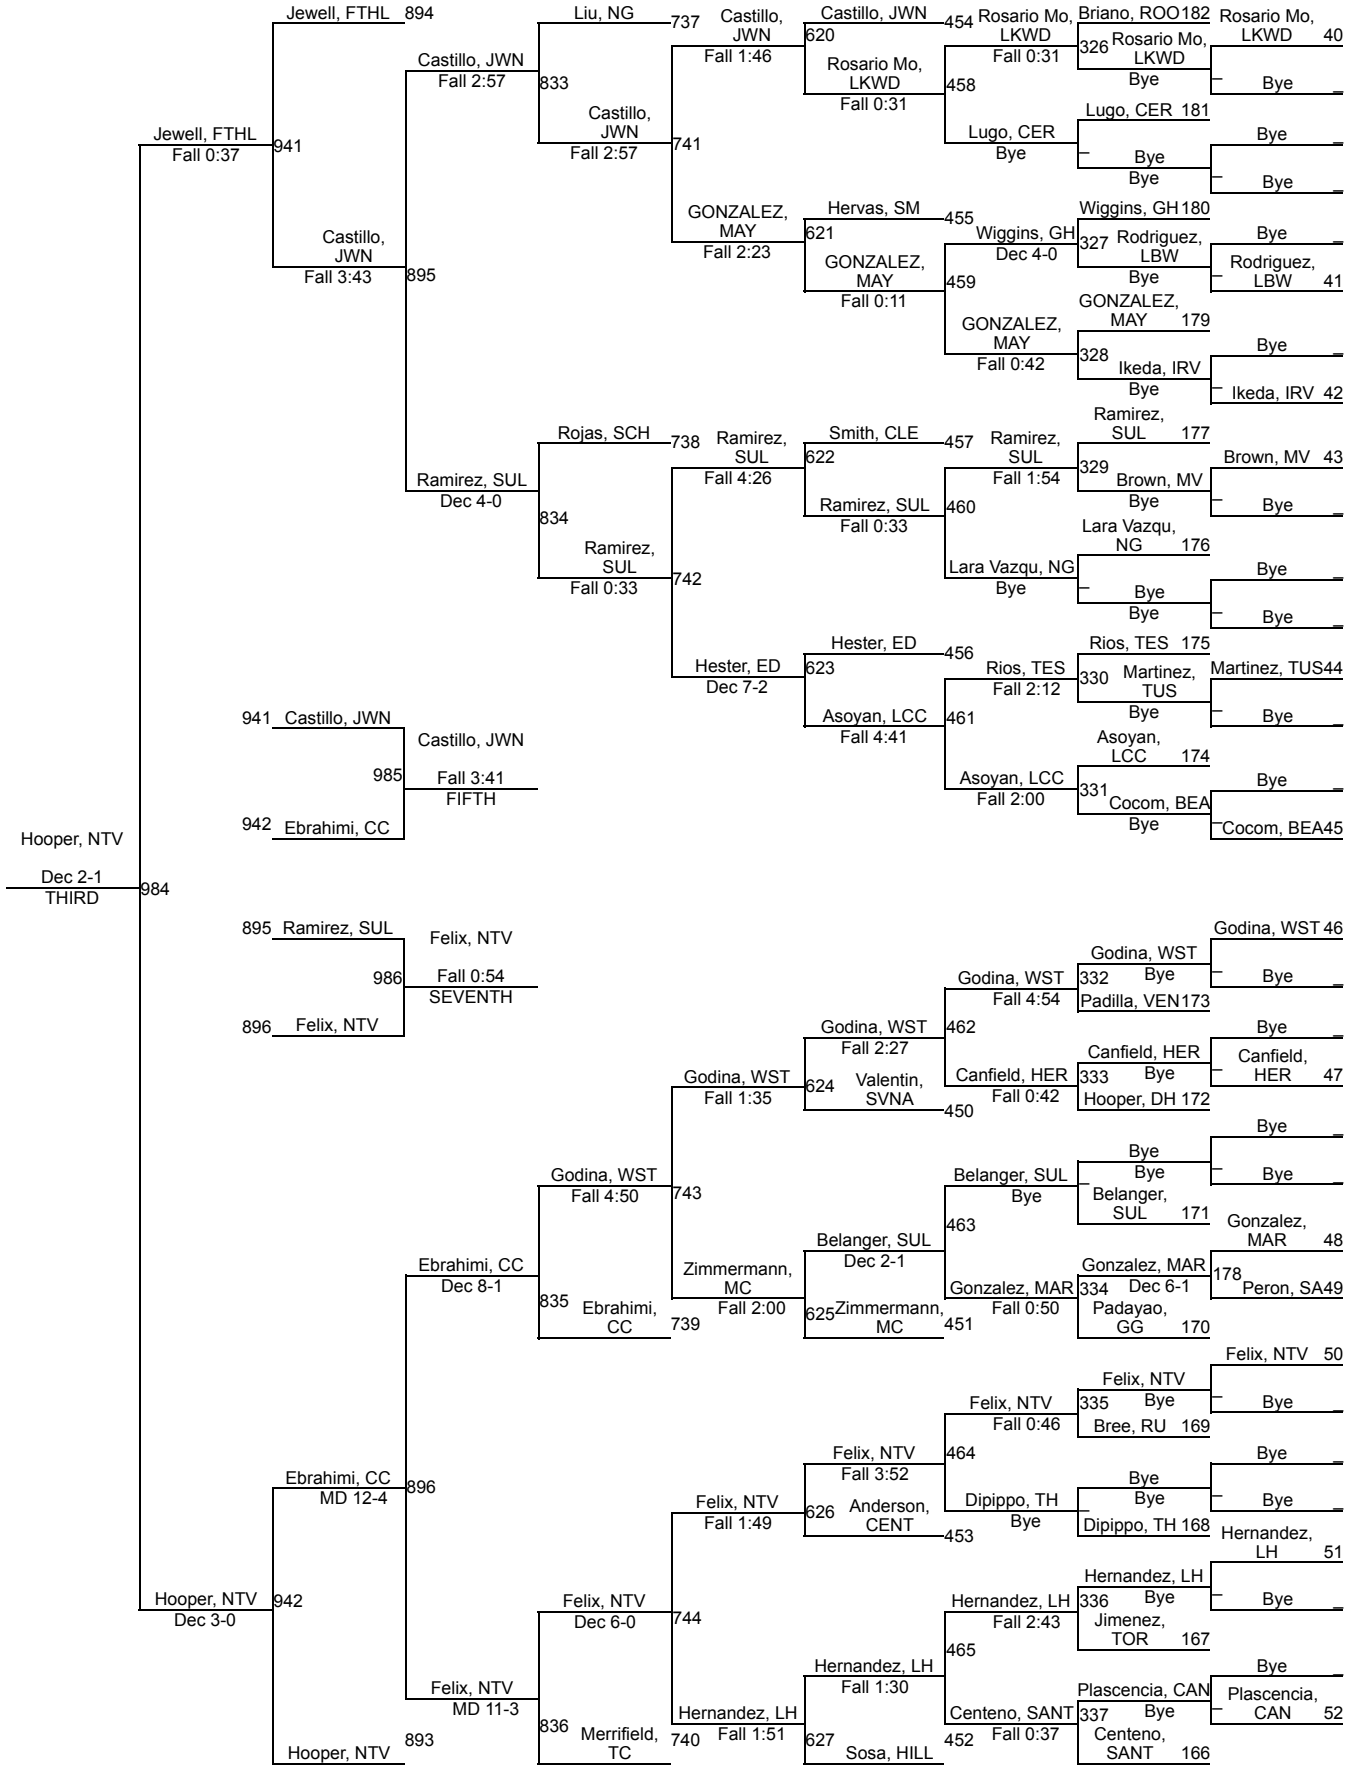 Jewell, FTHL 894
Liu, NG 737
Castillo, JWN
Fall 1:46
Castillo, JWN 454
Rosario Mo, LKWD
Fall 0:31
Briano, ROO 182
Rosario Mo, LKWD 40
620
326
Rosario Mo, LKWD
Bye
– Bye _
Castillo, JWN
Fall 2:57
833
Rosario Mo, LKWD
Fall 0:31
458
Lugo, CER 181
Castillo, JWN
Fall 2:57
741
Lugo, CER
Bye
– Bye
Bye
Bye _
– Bye _
Jewell, FTHL
Fall 0:37
941
GONZALEZ, MAY
Fall 2:23
Hervas, SM 455
621
Wiggins, GH
Dec 4-0
Wiggins, GH 180
327
Rodriguez, LBW
Bye
Bye _
– Rodriguez, LBW 41
Castillo, JWN
Fall 3:43
895
GONZALEZ, MAY
Fall 0:11
459
GONZALEZ, MAY
Fall 0:42
GONZALEZ, MAY 179
328
Ikeda, IRV
Bye
Bye _
– Ikeda, IRV 42
Rojas, SCH 738
Ramirez, SUL
Fall 4:26
Smith, CLE 457
622
Ramirez, SUL
Fall 1:54
Ramirez, SUL 177
329
Brown, MV
Bye
Brown, MV 43
– Bye _
Ramirez, SUL
Dec 4-0
834
Ramirez, SUL
Fall 0:33
460
Lara Vazqu, NG 176
Ramirez, SUL
Fall 0:33
742
Lara Vazqu, NG
Bye
– Bye
Bye
Bye _
– Bye _
Hester, ED
Dec 7-2
Hester, ED 456
623
Rios, TES
Fall 2:12
Rios, TES 175
330
Martinez, TUS
Bye
Martinez, TUS 44
– Bye _
Asoyan, LCC
Fall 4:41
461
Asoyan, LCC
Fall 2:00
Asoyan, LCC 174
331
Cocom, BEA
Bye
Bye _
– Cocom, BEA 45
941 Castillo, JWN
Castillo, JWN
985 Fall 3:41
FIFTH
942 Ebrahimi, CC
Hooper, NTV
Dec 2-1
THIRD
984
895 Ramirez, SUL
Felix, NTV
986 Fall 0:54
SEVENTH
896 Felix, NTV
Godina, WST 46
– Bye _
Godina, WST
332 Bye
Padilla, VEN 173
Godina, WST
Fall 4:54
462
Godina, WST
Fall 2:27
Bye _
– Canfield, HER 47
Canfield, HER
333 Bye
Hooper, DH 172
Canfield, HER
Fall 0:42
Godina, WST
Fall 1:35
624
Valentin, SVNA 450
Godina, WST
Fall 4:50
743
Bye _
– Bye _
Bye
– Bye
Belanger, SUL 171
Belanger, SUL
Bye
463
Belanger, SUL
Dec 2-1
Gonzalez, MAR 48
178
Peron, SA 49
Gonzalez, MAR
334 Dec 6-1
Padayao, GG 170
Gonzalez, MAR
Fall 0:50
Zimmermann, MC
Fall 2:00
625
Zimmermann, MC 451
Ebrahimi, CC
Dec 8-1
835
Ebrahimi, CC 739
Felix, NTV 50
– Bye _
Felix, NTV
335 Bye
Bree, RU 169
Felix, NTV
Fall 0:46
464
Felix, NTV
Fall 3:52
Bye _
– Bye _
Bye
– Bye
Dipippo, TH 168
Dipippo, TH
Bye
Felix, NTV
Fall 1:49
626
Anderson, CENT 453
Ebrahimi, CC
MD 12-4
896
Hernandez, LH 51
– Bye _
Hernandez, LH
336 Bye
Jimenez, TOR 167
Hernandez, LH
Fall 2:43
465
Felix, NTV
Dec 6-0
744
Hooper, NTV
Dec 3-0
942
Hernandez, LH
Fall 1:30
Bye _
– Plascencia, CAN 52
Plascencia, CAN
337 Bye
Centeno, SANT 166
Centeno, SANT
Fall 0:37
Felix, NTV
MD 11-3
836
Merrifield, TC 740
Hernandez, LH
Fall 1:51
627
Sosa, HILL 452
Hooper, NTV 893